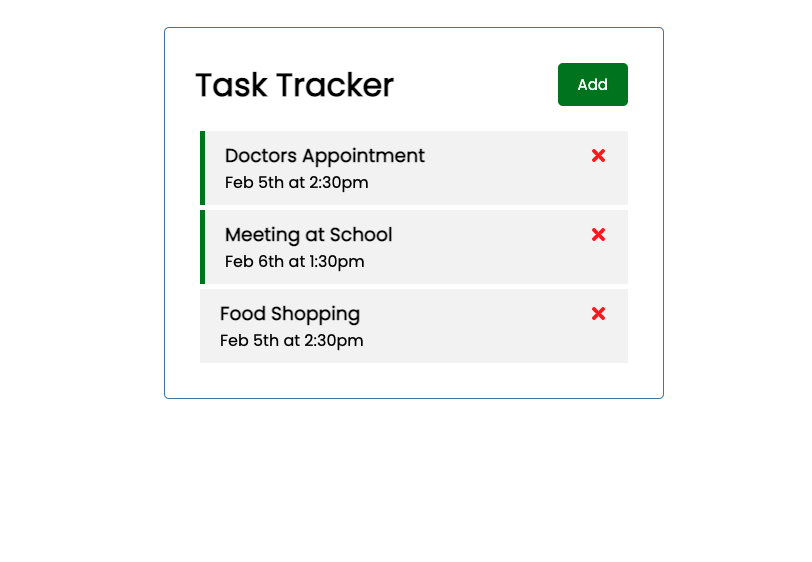 Task Tracker
Add
Doctors Appointment
Feb 5th at 2:30pm
Meeting at School
Feb 6th at 1:30pm
Food Shopping
Feb 5th at 2:30pm